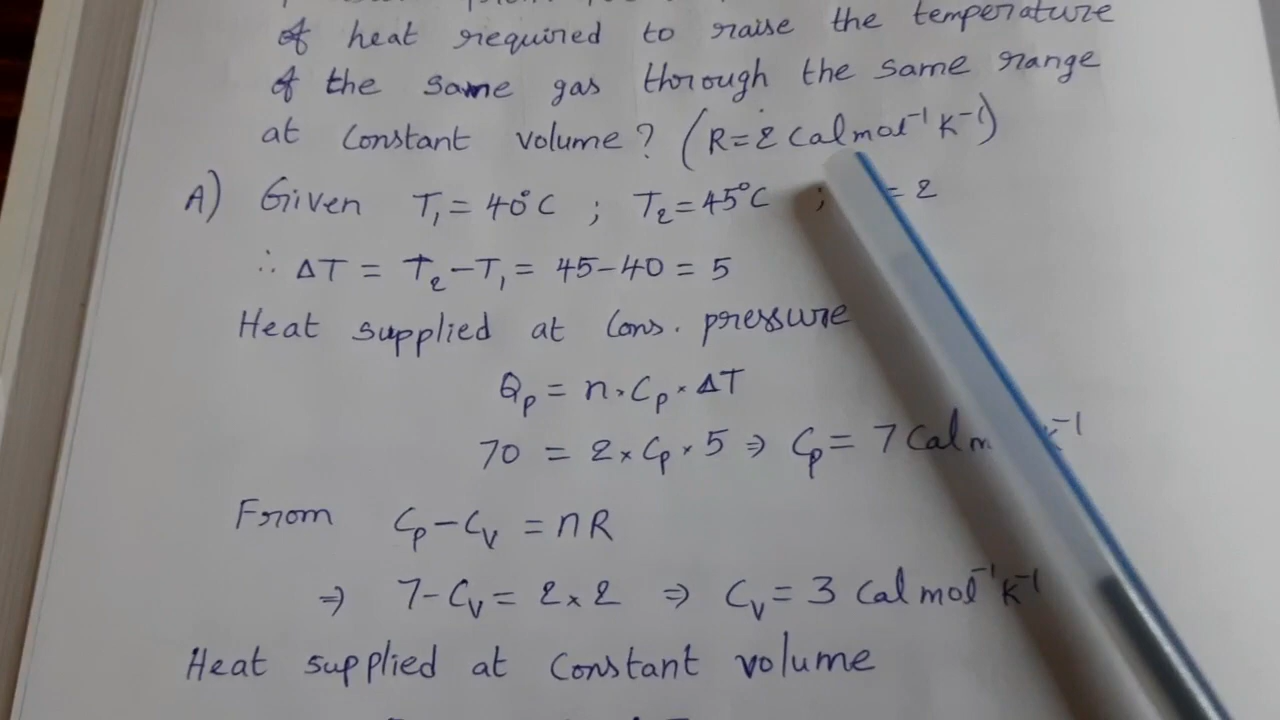 of heat required to raise the temperature
of the same gas through the same range
at Constant volume? (R=2 Cal mol⁻¹ K⁻¹)
A) Given T₁ = 40°C ; T₂ = 45°C ; = 2
∴ ΔT = T₂ – T₁ = 45 – 40 = 5
Heat supplied at Cons. pressure
Qp = n × Cp × ΔT
70 = 2 × Cp × 5 ⇒ Cp = 7 Cal K⁻¹
From Cp – Cv = nR
⇒ 7 – Cv = 2 × 2 ⇒ Cv = 3 Cal mol⁻¹ K⁻¹
Heat supplied at Constant volume